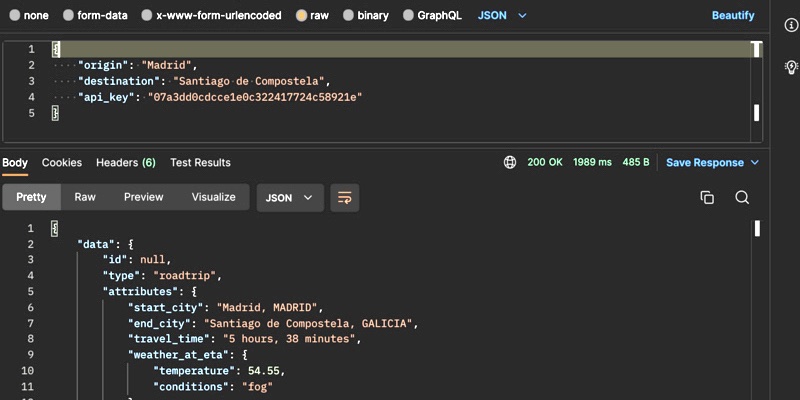 none form-data x-www-form-urlencoded raw binary GraphQL JSON Beautify
1 {
2 "origin": "Madrid",
3 "destination": "Santiago de Compostela",
4 "api_key": "07a3dd0cdcce1e0c322417724c58921e"
5 }
Body Cookies Headers (6) Test Results 200 OK 1989 ms 485 B Save Response
Pretty Raw Preview Visualize JSON
1 {
2 "data": {
3 "id": null,
4 "type": "roadtrip",
5 "attributes": {
6 "start_city": "Madrid, MADRID",
7 "end_city": "Santiago de Compostela, GALICIA",
8 "travel_time": "5 hours, 38 minutes",
9 "weather_at_eta": {
10 "temperature": 54.55,
11 "conditions": "fog"